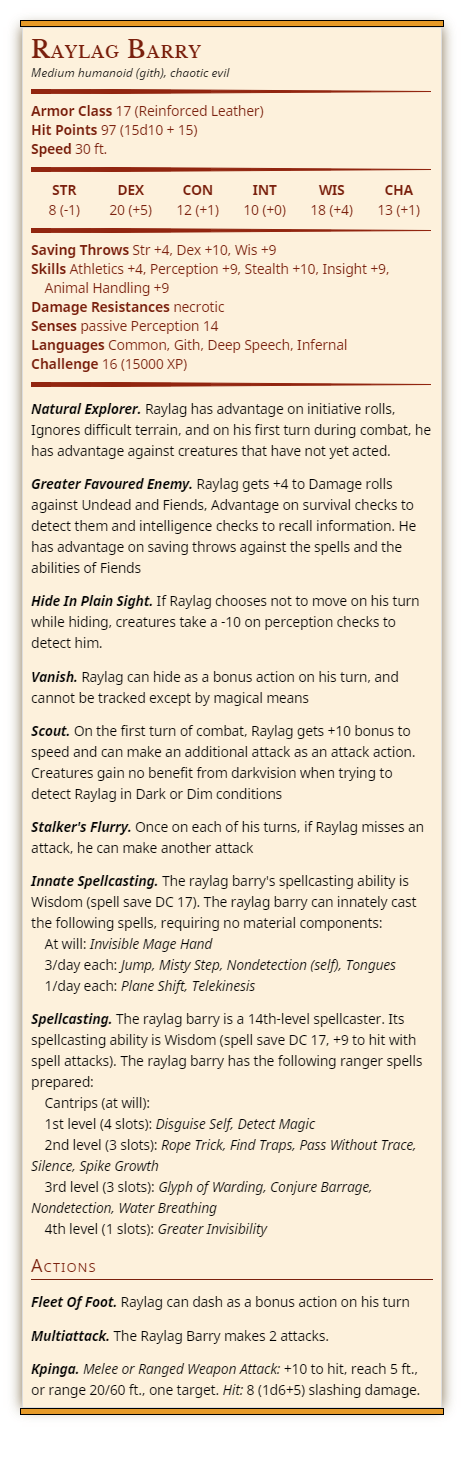 Raylag Barry
Medium humanoid (gith), chaotic evil
Armor Class 17 (Reinforced Leather)
Hit Points 97 (15d10 + 15)
Speed 30 ft.
STR DEX CON INT WIS CHA
8 (-1) 20 (+5) 12 (+1) 10 (+0) 18 (+4) 13 (+1)
Saving Throws Str +4, Dex +10, Wis +9
Skills Athletics +4, Perception +9, Stealth +10, Insight +9,
Animal Handling +9
Damage Resistances necrotic
Senses passive Perception 14
Languages Common, Gith, Deep Speech, Infernal
Challenge 16 (15000 XP)
Natural Explorer. Raylag has advantage on initiative rolls,
Ignores difficult terrain, and on his first turn during combat, he
has advantage against creatures that have not yet acted.
Greater Favoured Enemy. Raylag gets +4 to Damage rolls
against Undead and Fiends, Advantage on survival checks to
detect them and intelligence checks to recall information. He
has advantage on saving throws against the spells and the
abilities of Fiends
Hide In Plain Sight. If Raylag chooses not to move on his turn
while hiding, creatures take a -10 on perception checks to
detect him.
Vanish. Raylag can hide as a bonus action on his turn, and
cannot be tracked except by magical means
Scout. On the first turn of combat, Raylag gets +10 bonus to
speed and can make an additional attack as an attack action.
Creatures gain no benefit from darkvision when trying to
detect Raylag in Dark or Dim conditions
Stalker's Flurry. Once on each of his turns, if Raylag misses an
attack, he can make another attack
Innate Spellcasting. The raylag barry's spellcasting ability is
Wisdom (spell save DC 17). The raylag barry can innately cast
the following spells, requiring no material components:
At will: Invisible Mage Hand
3/day each: Jump, Misty Step, Nondetection (self), Tongues
1/day each: Plane Shift, Telekinesis
Spellcasting. The raylag barry is a 14th-level spellcaster. Its
spellcasting ability is Wisdom (spell save DC 17, +9 to hit with
spell attacks). The raylag barry has the following ranger spells
prepared:
Cantrips (at will):
1st level (4 slots): Disguise Self, Detect Magic
2nd level (3 slots): Rope Trick, Find Traps, Pass Without Trace,
Silence, Spike Growth
3rd level (3 slots): Glyph of Warding, Conjure Barrage,
Nondetection, Water Breathing
4th level (1 slots): Greater Invisibility
Actions
Fleet Of Foot. Raylag can dash as a bonus action on his turn
Multiattack. The Raylag Barry makes 2 attacks.
Kpinga. Melee or Ranged Weapon Attack: +10 to hit, reach 5 ft.,
or range 20/60 ft., one target. Hit: 8 (1d6+5) slashing damage.